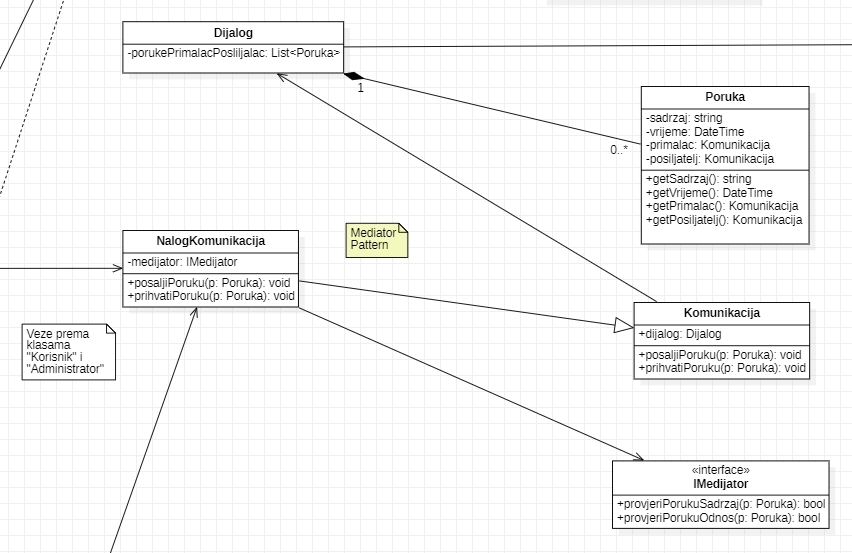 Dijalog
-porukePrimalacPosliljalac: List<Poruka>
1
0..*
Poruka
-sadrzaj: string
-vrijeme: DateTime
-primalac: Komunikacija
-posiljatelj: Komunikacija
+getSadrzaj(): string
+getVrijeme(): DateTime
+getPrimalac(): Komunikacija
+getPosiljatelj(): Komunikacija
NalogKomunikacija
-medijator: IMedijator
+posaljiPoruku(p: Poruka): void
+prihvatiPoruku(p: Poruka): void
Mediator
Pattern
Veze prema
klasama
"Korisnik" i
"Administrator"
Komunikacija
+dijalog: Dijalog
+posaljiPoruku(p: Poruka): void
+prihvatiPoruku(p: Poruka): void
«interface»
IMedijator
+provjeriPorukuSadrzaj(p: Poruka): bool
+provjeriPorukuOdnos(p: Poruka): bool